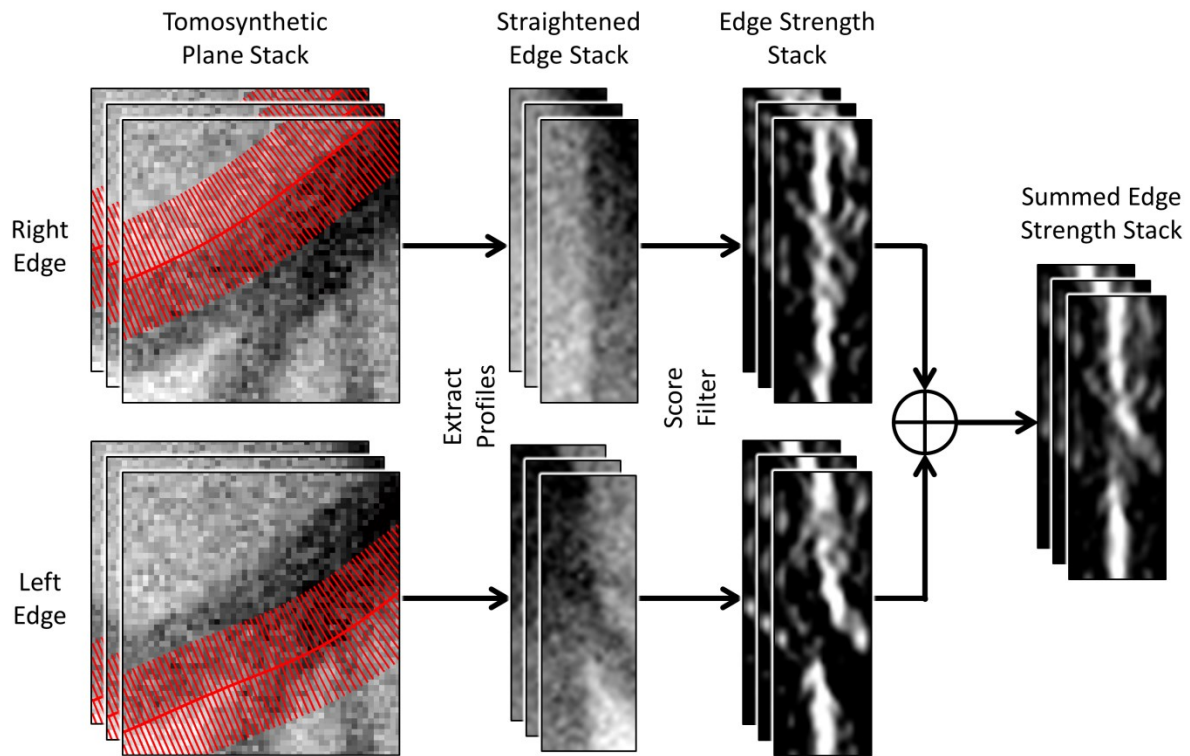 Tomosynthetic
Plane Stack
Straightened
Edge Stack
Edge Strength
Stack
Right
Edge
Summed Edge
Strength Stack
Extract
Profiles
Score
Filter
Left
Edge